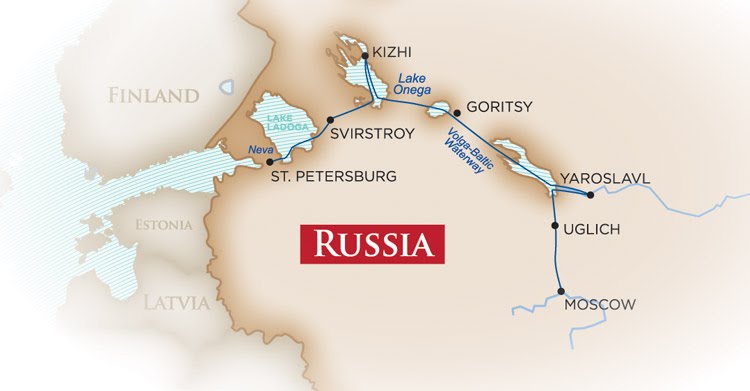 KIZHI
FINLAND
Lake
Onega
GORITSY
LAKE
LADOGA
SVIRSTROY
Volga-Baltic
Waterway
Neva
ST. PETERSBURG
YAROSLAVL
ESTONIA
UGLICH
RUSSIA
LATVIA
MOSCOW